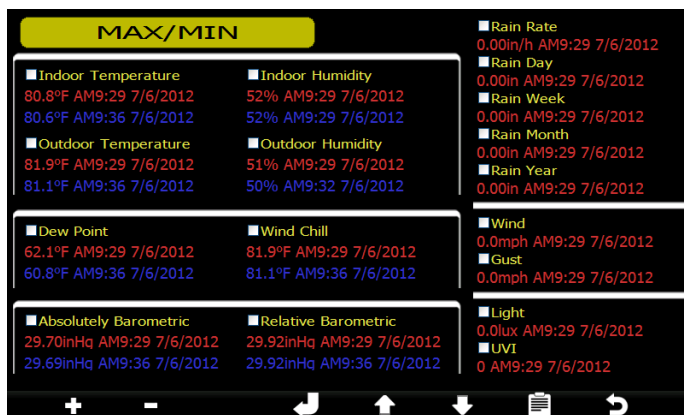 MAX/MIN
Indoor Temperature
80.8°F AM9:29 7/6/2012
80.6°F AM9:36 7/6/2012
Indoor Humidity
52% AM9:29 7/6/2012
52% AM9:29 7/6/2012
Outdoor Temperature
81.9°F AM9:29 7/6/2012
81.1°F AM9:36 7/6/2012
Outdoor Humidity
51% AM9:29 7/6/2012
50% AM9:32 7/6/2012
Dew Point
62.1°F AM9:29 7/6/2012
60.8°F AM9:36 7/6/2012
Wind Chill
81.9°F AM9:29 7/6/2012
81.1°F AM9:36 7/6/2012
Absolutely Barometric
29.70inHg AM9:29 7/6/2012
29.69inHg AM9:36 7/6/2012
Relative Barometric
29.92inHg AM9:29 7/6/2012
29.92inHg AM9:36 7/6/2012
Rain Rate
0.00in/h AM9:29 7/6/2012
Rain Day
0.00in AM9:29 7/6/2012
Rain Week
0.00in AM9:29 7/6/2012
Rain Month
0.00in AM9:29 7/6/2012
Rain Year
0.00in AM9:29 7/6/2012
Wind
0.0mph AM9:29 7/6/2012
Gust
0.0mph AM9:29 7/6/2012
Light
0.0lux AM9:29 7/6/2012
UVI
0 AM9:29 7/6/2012